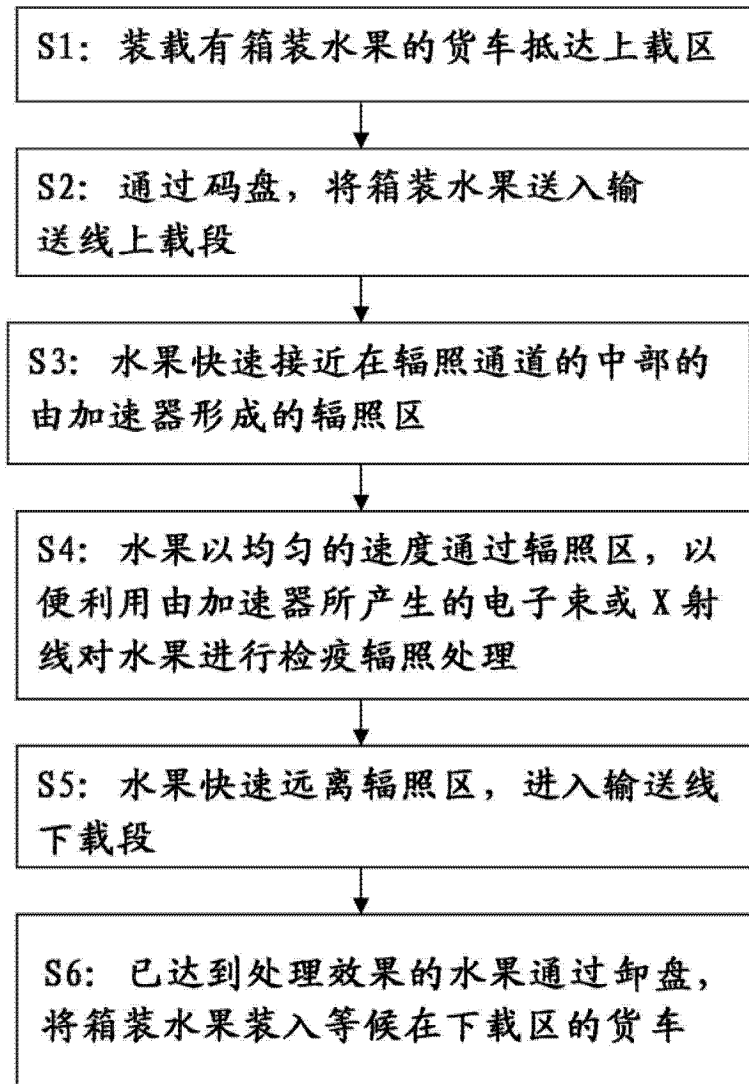 S1: 装载有箱装水果的货车抵达上载区
S2: 通过码盘，将箱装水果送入输
送线上载段
S3: 水果快速接近在辐照通道的中部的
由加速器形成的辐照区
S4: 水果以均匀的速度通过辐照区，以
便利用由加速器所产生的电子束或 X 射
线对水果进行检疫辐照处理
S5: 水果快速远离辐照区，进入输送线
下载段
S6: 已达到处理效果的水果通过卸盘，
将箱装水果装入等候在下载区的货车